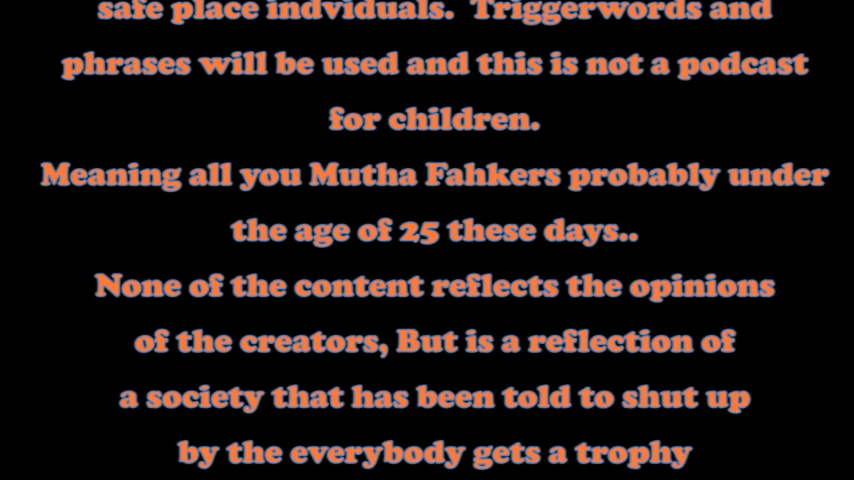 safe place indviduals.  Triggerwords and
phrases will be used and this is not a podcast
for children.
Meaning all you Mutha Fahkers probably under
the age of 25 these days..
None of the content reflects the opinions
of the creators, But is a reflection of
a society that has been told to shut up
by the everybody gets a trophy